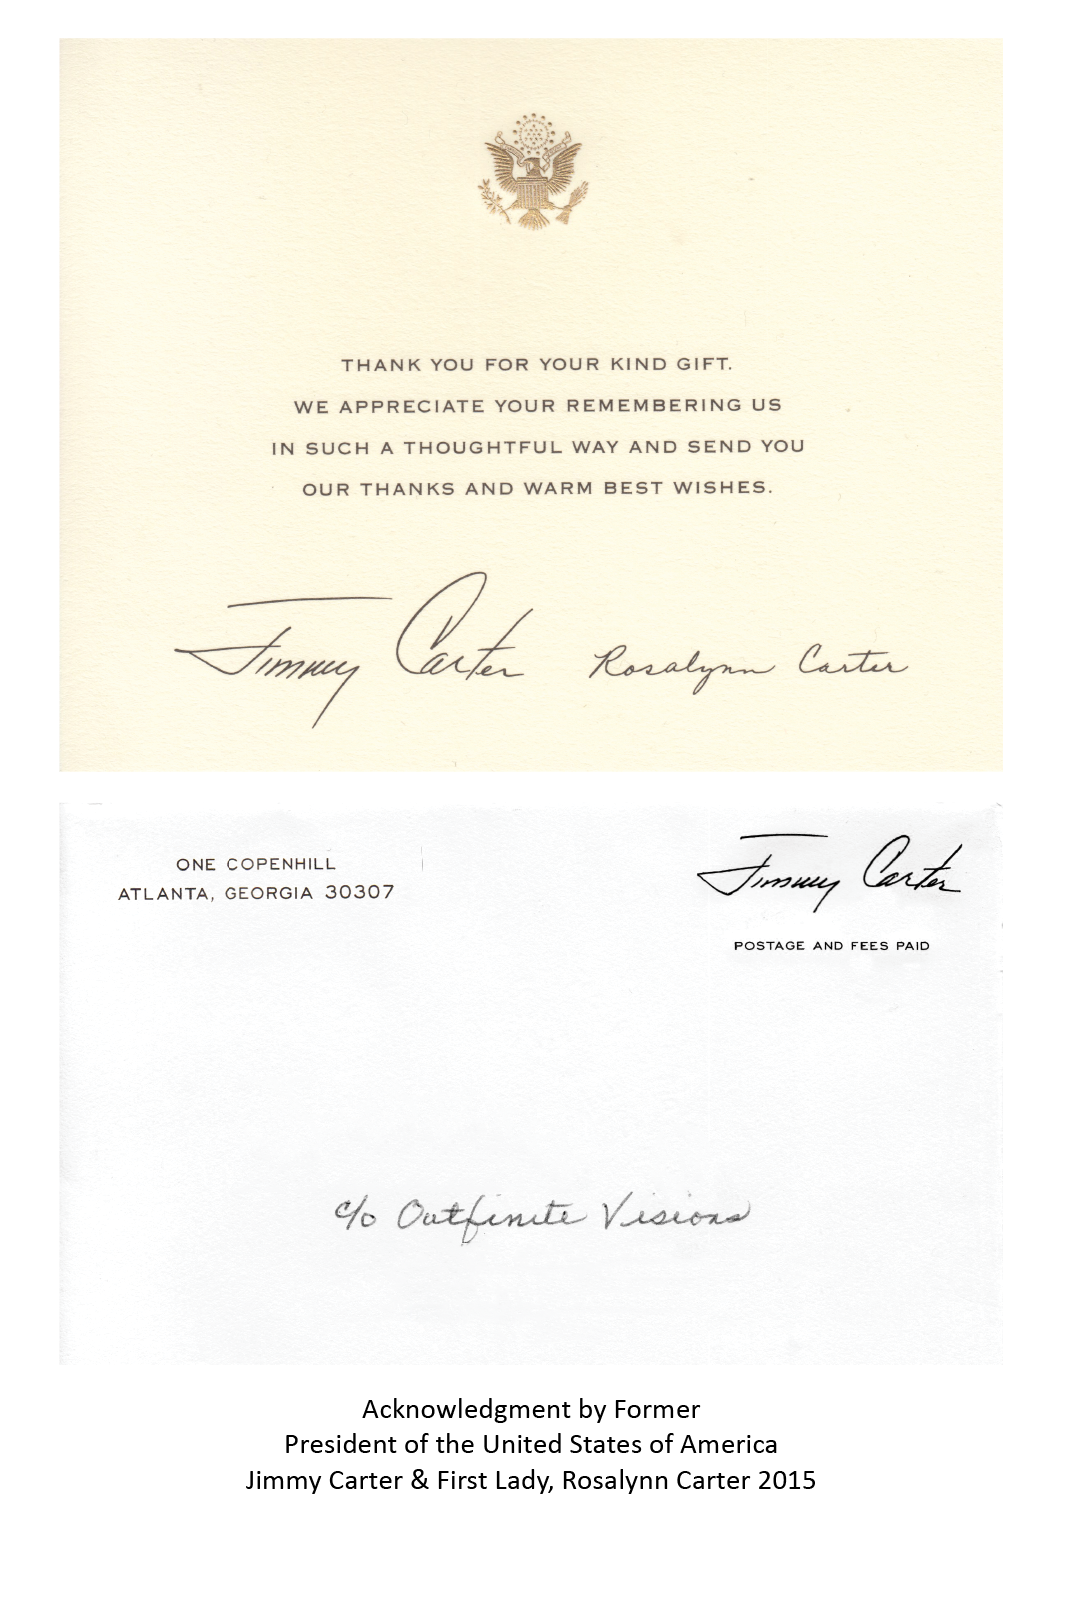 THANK YOU FOR YOUR KIND GIFT.
WE APPRECIATE YOUR REMEMBERING US
IN SUCH A THOUGHTFUL WAY AND SEND YOU
OUR THANKS AND WARM BEST WISHES.
Jimmy Carter Rosalynn Carter
ONE COPENHILL
ATLANTA, GEORGIA 30307
Jimmy Carter
POSTAGE AND FEES PAID
c/o Outfinite Visions
Acknowledgment by Former
President of the United States of America
Jimmy Carter & First Lady, Rosalynn Carter 2015